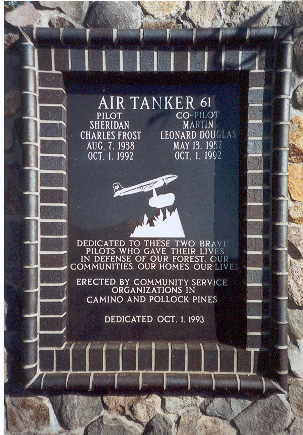 AIR TANKER 61
PILOT CO-PILOT
SHERIDAN MARTIN
CHARLES FROST LEONARD DOUGLAS
AUG. 7, 1938 MAY 13, 1957
OCT. 1, 1992 OCT. 1, 1992
DEDICATED TO THESE TWO BRAVE
PILOTS WHO GAVE THEIR LIVES
IN DEFENSE OF OUR FOREST, OUR
COMMUNITIES, OUR HOMES OUR LIVES
ERECTED BY COMMUNITY SERVICE
ORGANIZATIONS IN
CAMINO AND POLLOCK PINES
DEDICATED OCT. 1, 1993